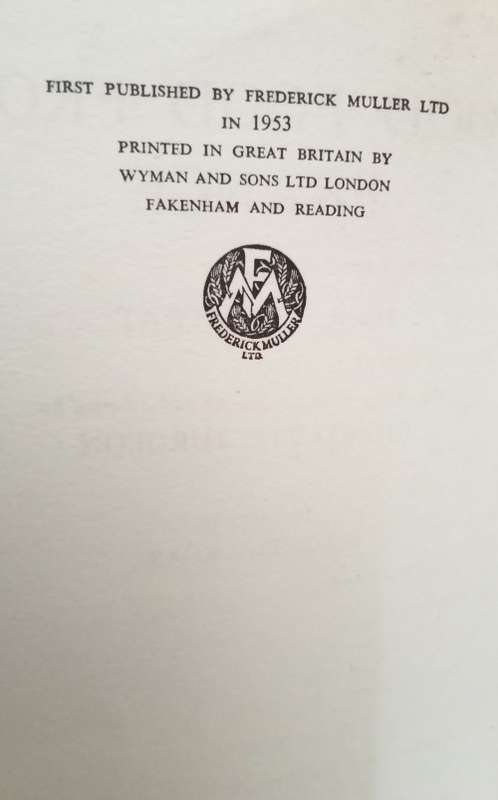 FIRST PUBLISHED BY FREDERICK MULLER LTD
IN 1953
PRINTED IN GREAT BRITAIN BY
WYMAN AND SONS LTD LONDON
FAKENHAM AND READING
FM
FREDERICK MULLER
LTD.